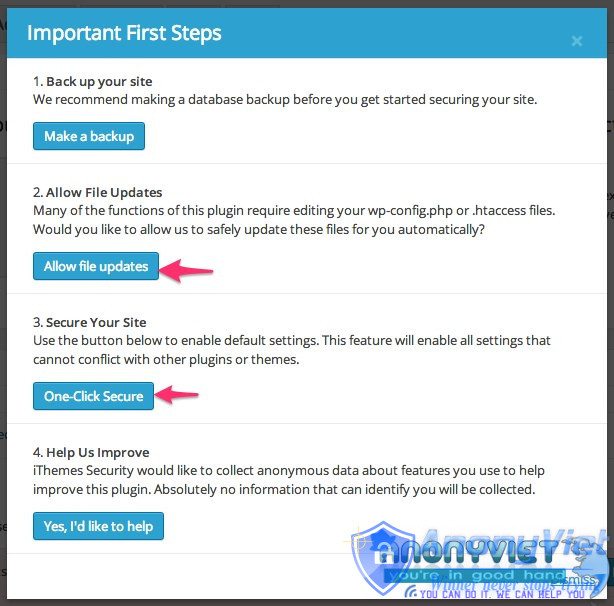 Important First Steps
×
1. Back up your site
We recommend making a database backup before you get started securing your site.
Make a backup
2. Allow File Updates
Many of the functions of this plugin require editing your wp-config.php or .htaccess files.
Would you like to allow us to safely update these files for you automatically?
Allow file updates
3. Secure Your Site
Use the button below to enable default settings. This feature will enable all settings that
cannot conflict with other plugins or themes.
One-Click Secure
4. Help Us Improve
iThemes Security would like to collect anonymous data about features you use to help
improve this plugin. Absolutely no information that can identify you will be collected.
Yes, I'd like to help
AnonyViet
ANONYVIET
you're in good hand
YOU CAN DO IT. WE CAN HELP YOU